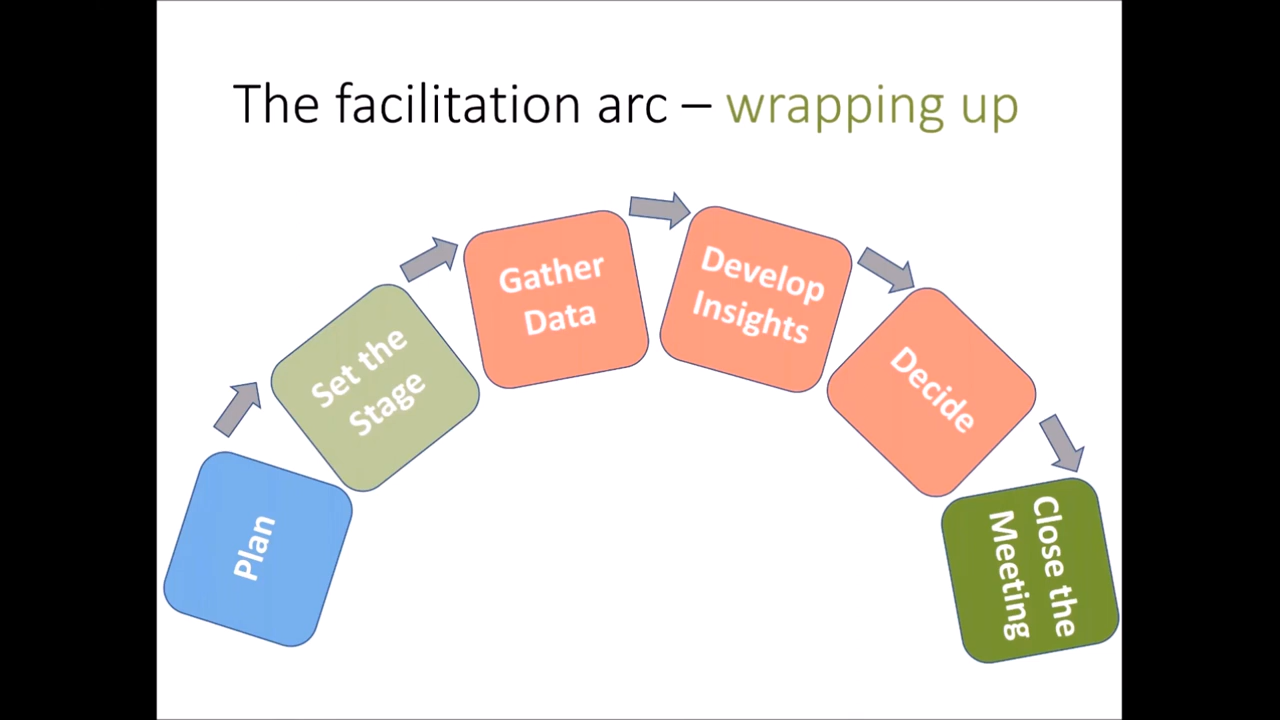 The facilitation arc – wrapping up
Plan
Set the
Stage
Gather
Data
Develop
Insights
Decide
Close the
Meeting